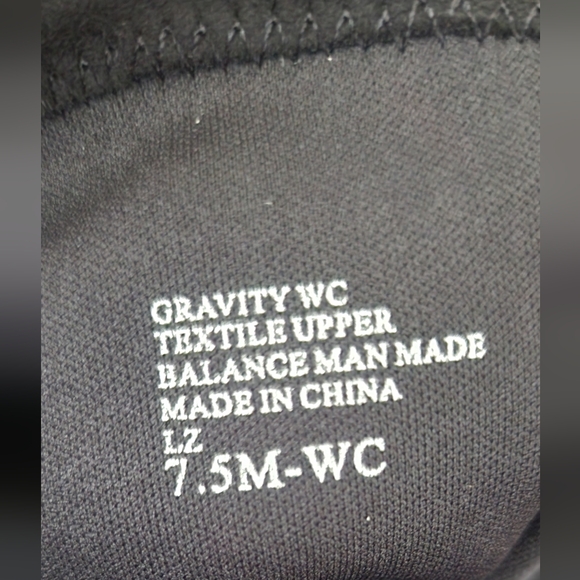 GRAVITY WC
TEXTILE UPPER
BALANCE MAN MADE
MADE IN CHINA
LZ
7.5M-WC